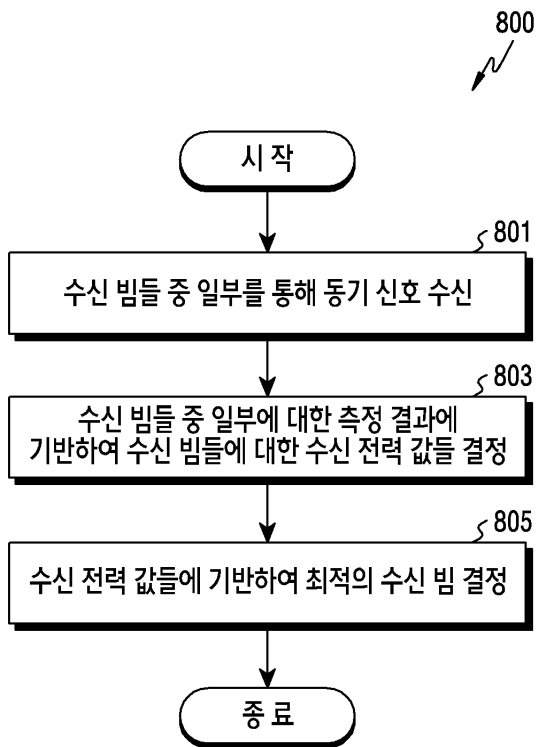 800
시 작
801
수신 빔들 중 일부를 통해 동기 신호 수신
803
수신 빔들 중 일부에 대한 측정 결과에
기반하여 수신 빔들에 대한 수신 전력 값들 결정
805
수신 전력 값들에 기반하여 최적의 수신 빔 결정
종 료